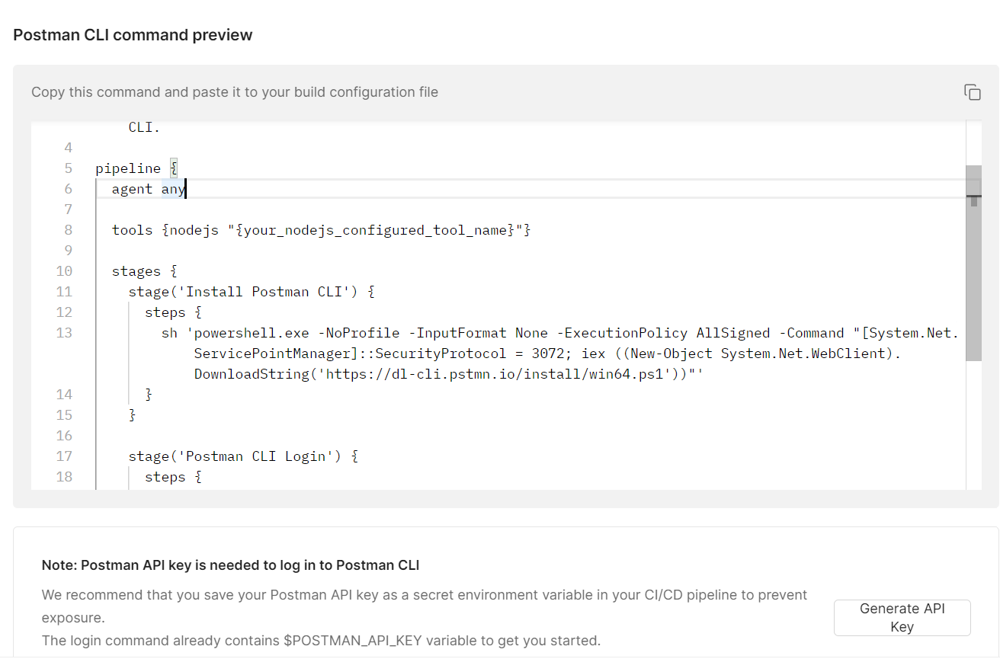 Postman CLI command preview
Copy this command and paste it to your build configuration file
CLI.
4
5 pipeline {
6 agent any
7
8 tools {nodejs "{your_nodejs_configured_tool_name}"}
9
10 stages {
11 stage('Install Postman CLI') {
12 steps {
13 sh 'powershell.exe -NoProfile -InputFormat None -ExecutionPolicy AllSigned -Command "[System.Net.
ServicePointManager]::SecurityProtocol = 3072; iex ((New-Object System.Net.WebClient).
DownloadString('https://dl-cli.pstmn.io/install/win64.ps1'))"'
14 }
15 }
16
17 stage('Postman CLI Login') {
18 steps {
Note: Postman API key is needed to log in to Postman CLI
We recommend that you save your Postman API key as a secret environment variable in your CI/CD pipeline to prevent
exposure.
The login command already contains $POSTMAN_API_KEY variable to get you started.
Generate API
Key